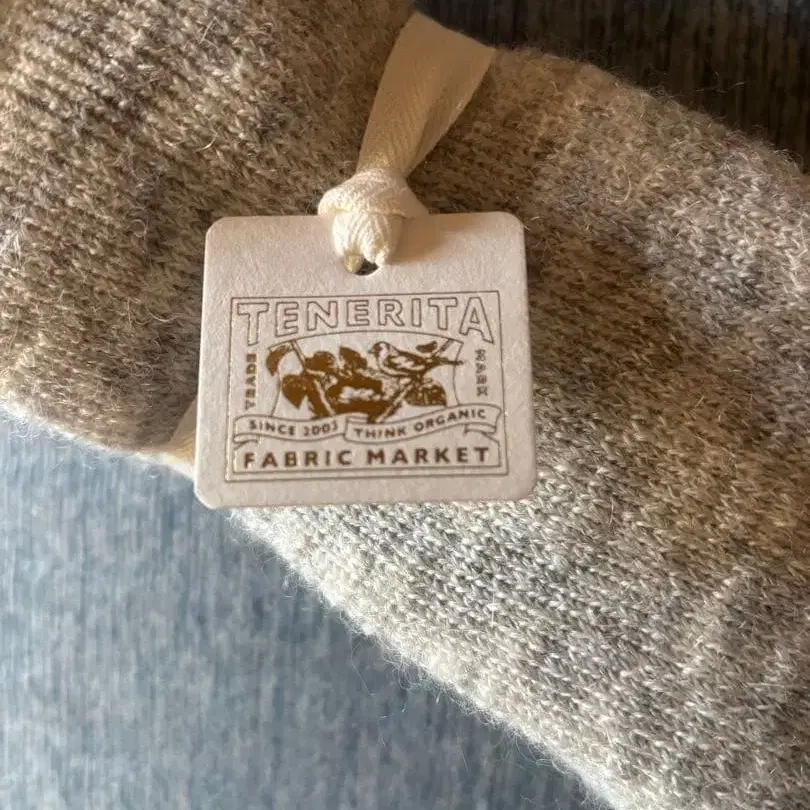 TENERITA
TRADE
MARK
SINCE 2003 THINK ORGANIC
FABRIC MARKET